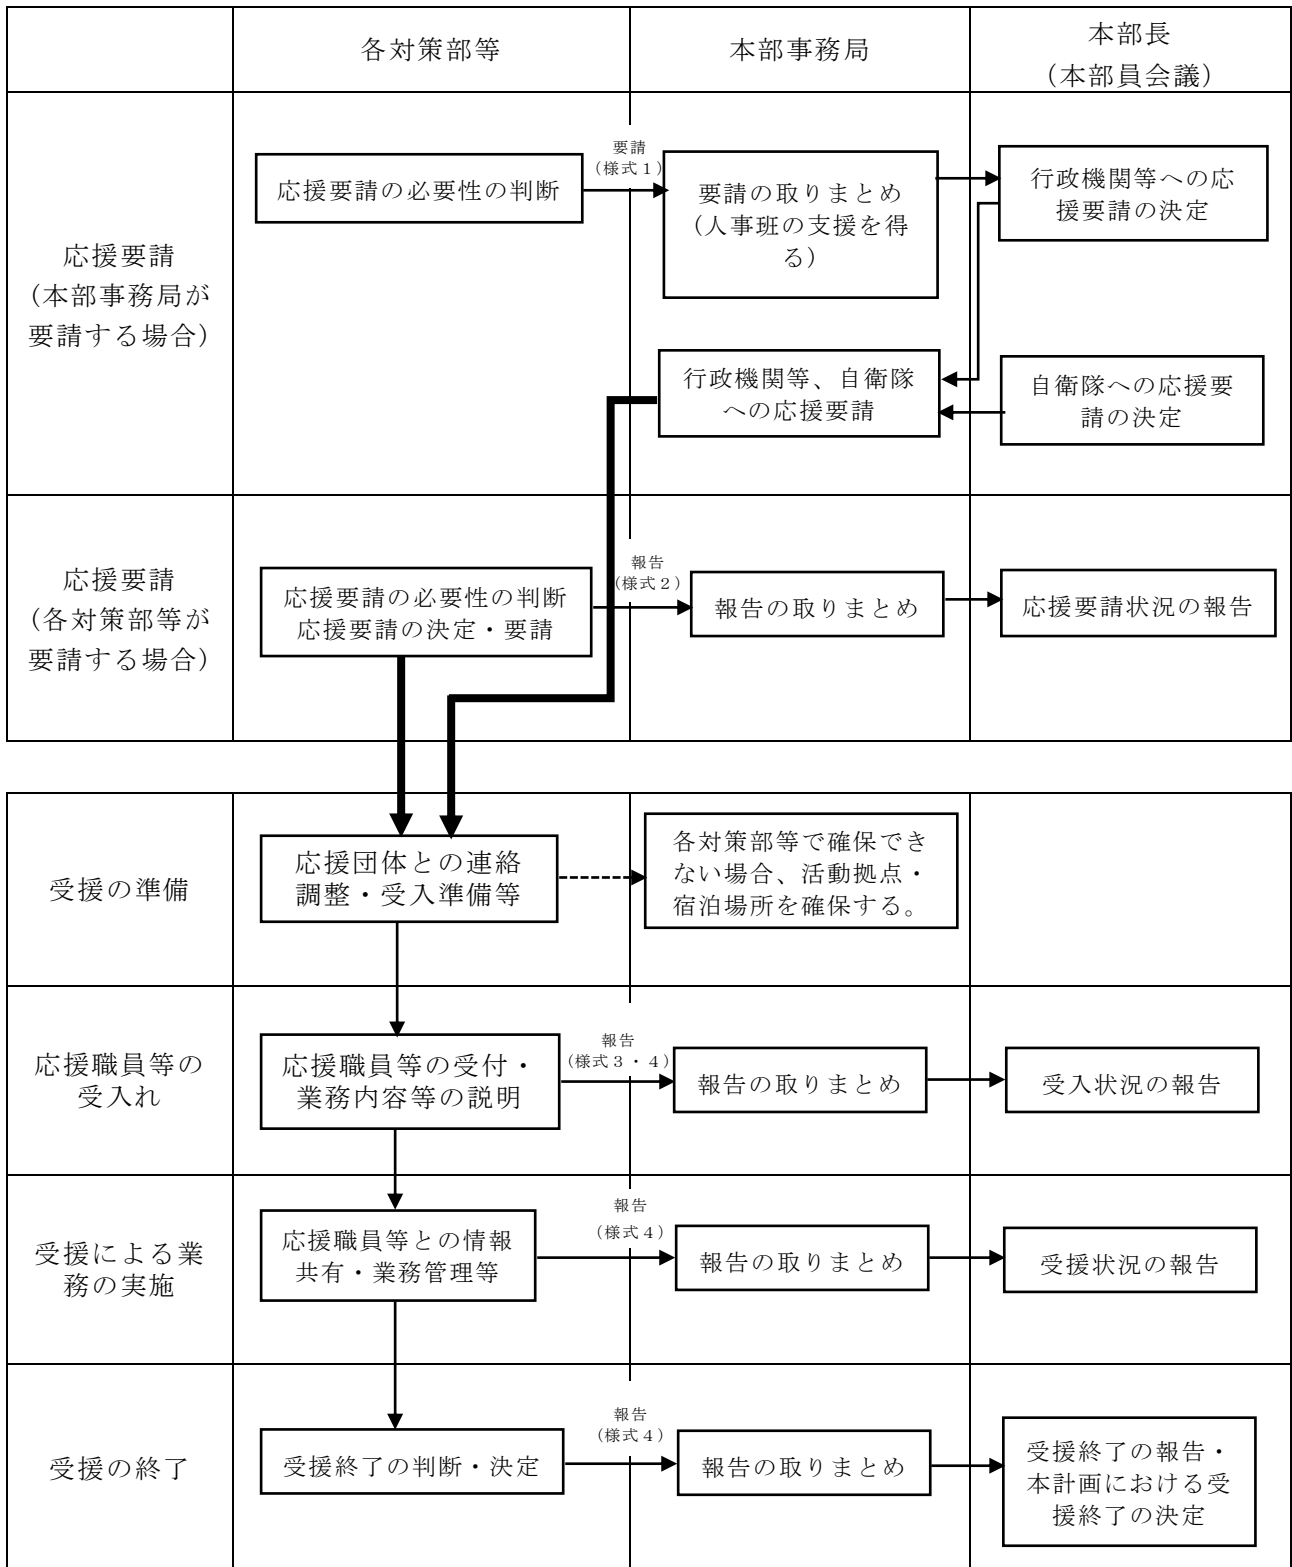 各対策部等
本部事務局
本部長
（本部員会議）
応援要請
（本部事務局が
要請する場合）
応援要請の必要性の判断
要請
（様式１）
要請の取りまとめ
（人事班の支援を得
る）
行政機関等への応
援要請の決定
行政機関等、自衛隊
への応援要請
自衛隊への応援要
請の決定
応援要請
（各対策部等が
要請する場合）
応援要請の必要性の判断
応援要請の決定・要請
報告
（様式２）
報告の取りまとめ
応援要請状況の報告
受援の準備
応援団体との連絡
調整・受入準備等
各対策部等で確保でき
ない場合、活動拠点・
宿泊場所を確保する。
応援職員等の
受入れ
応援職員等の受付・
業務内容等の説明
報告
（様式３・４）
報告の取りまとめ
受入状況の報告
受援による業
務の実施
応援職員等との情報
共有・業務管理等
報告
（様式４）
報告の取りまとめ
受援状況の報告
受援の終了
受援終了の判断・決定
報告
（様式４）
報告の取りまとめ
受援終了の報告・
本計画における受
援終了の決定